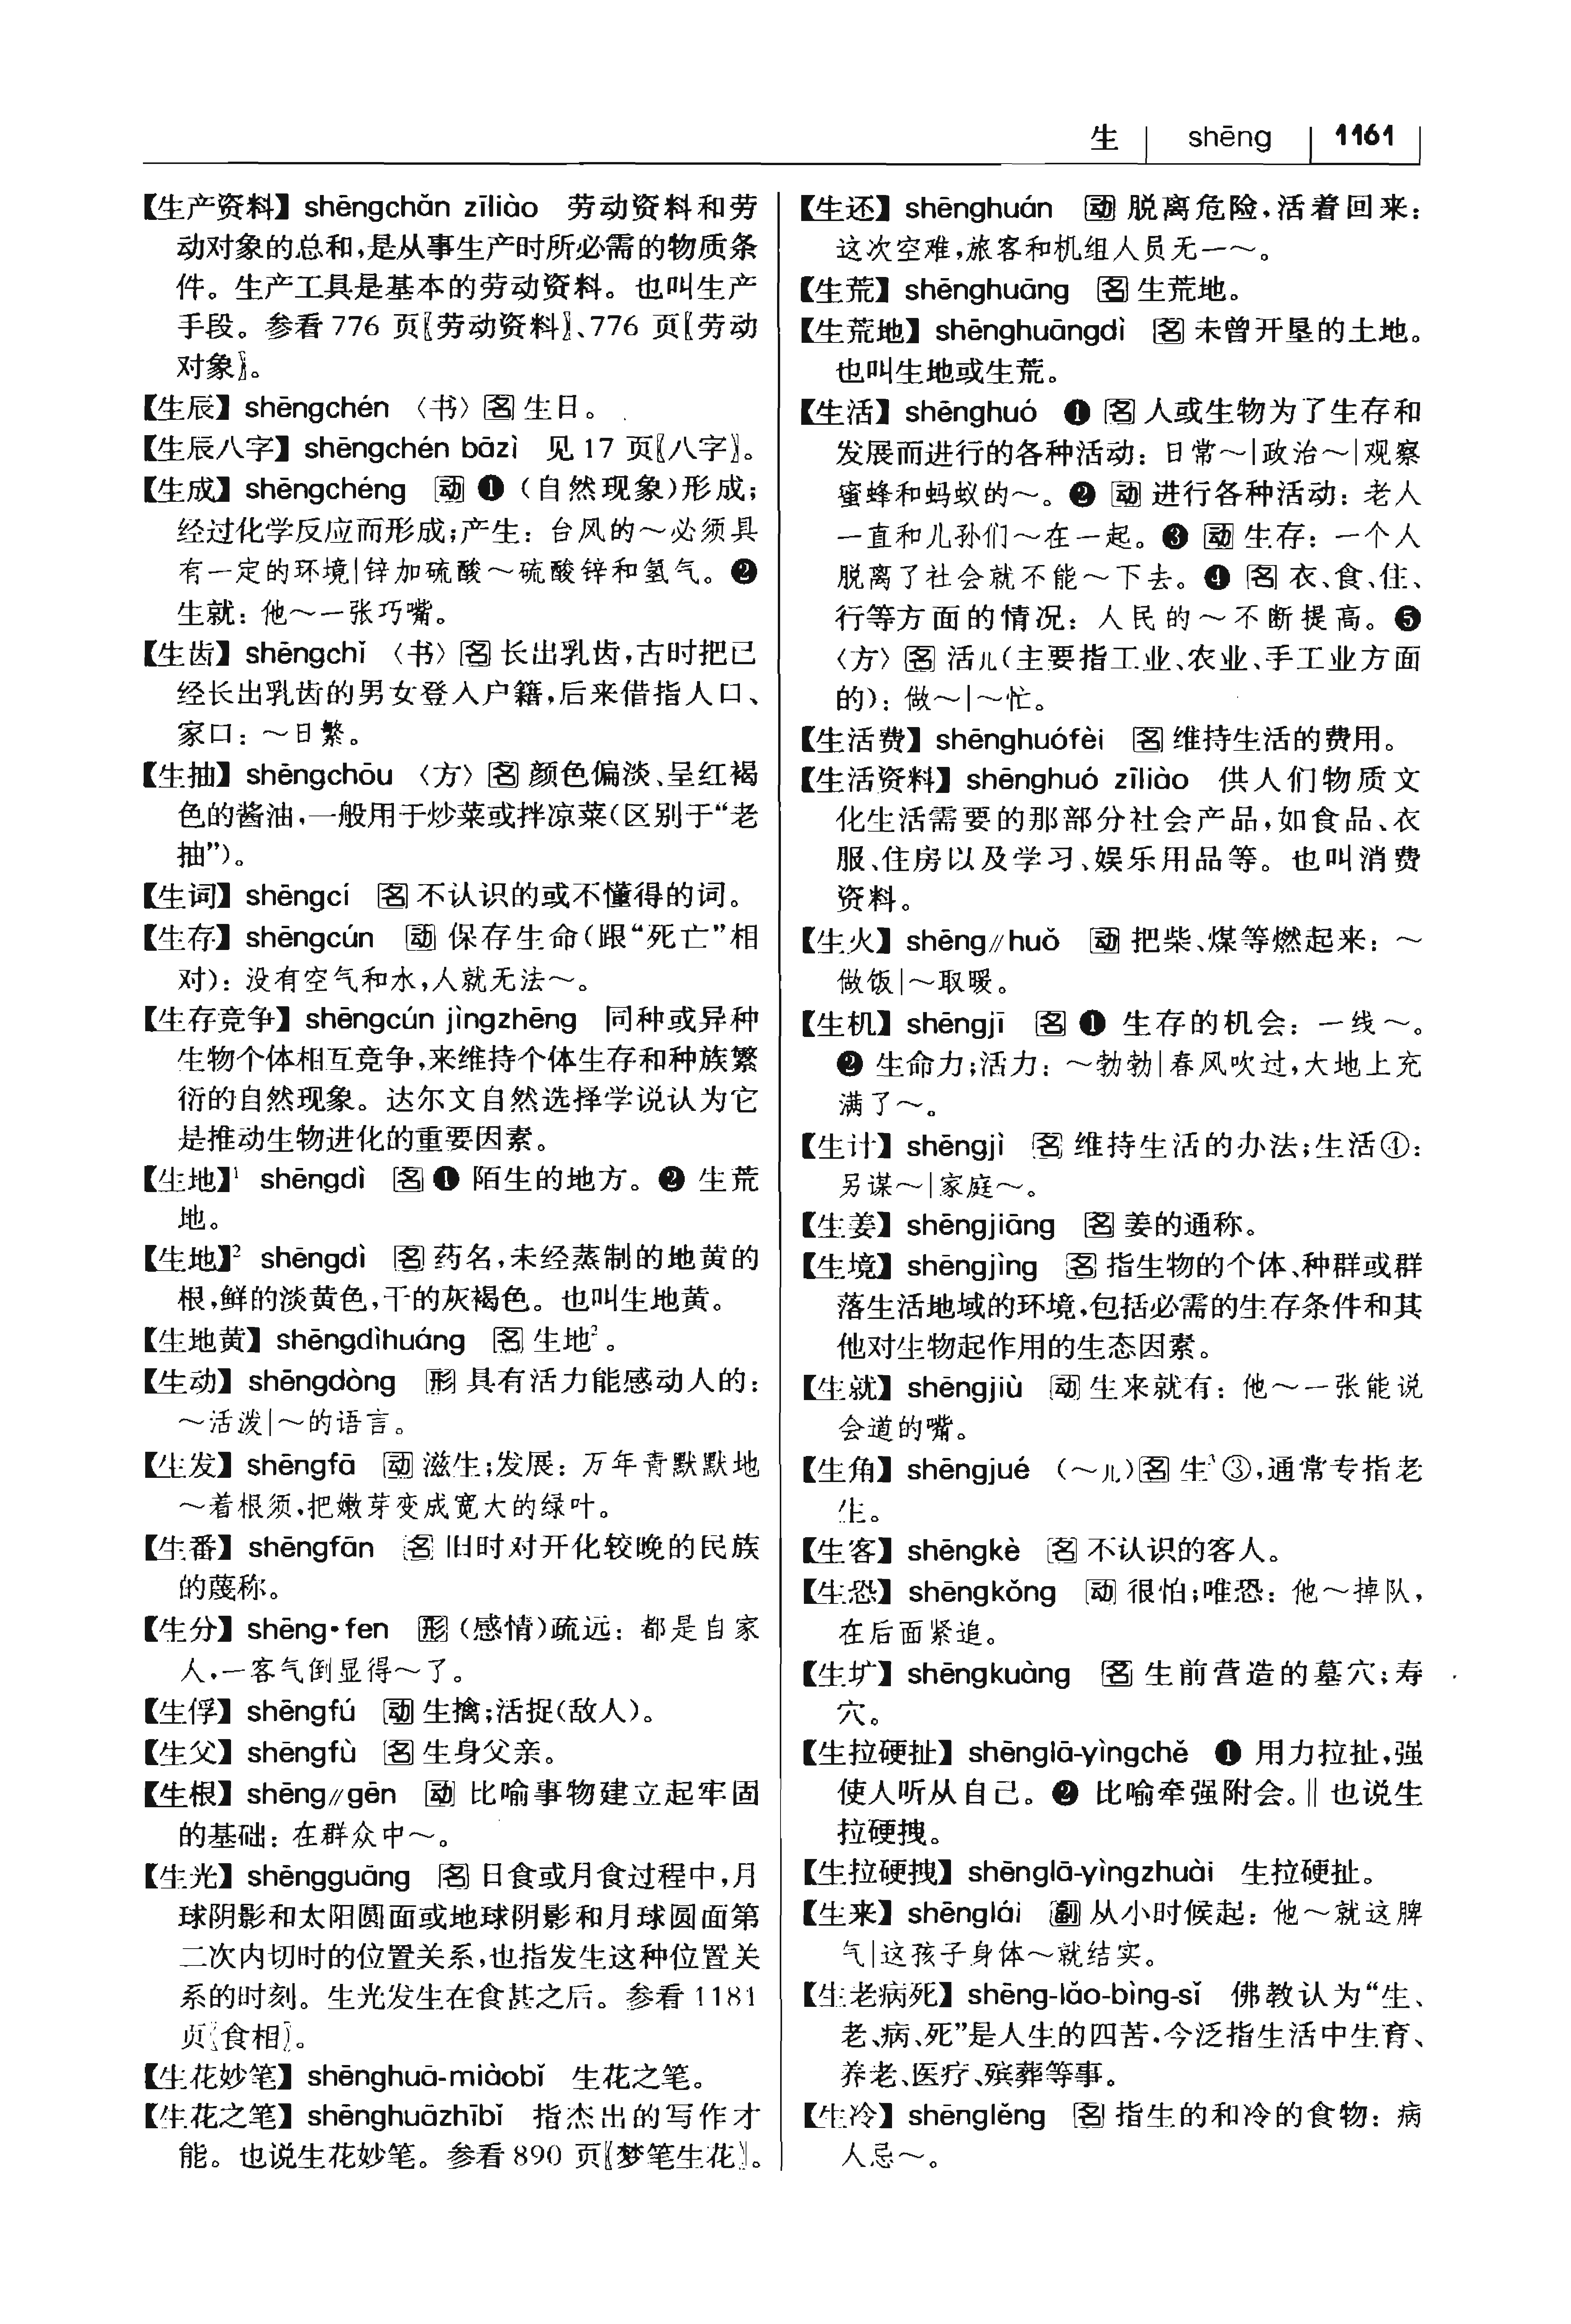 生 shēng 1161
【生产资料】 shēngchǎn zīliào 劳动资料和劳
动对象的总和,是从事生产时所必需的物质条
件。生产工具是基本的劳动资料。也叫生产
手段。参看776 页〖劳动资料〗、776 页〖劳动
对象〗。
【生辰】 shēngchén 〈书〉 名 生日。
【生辰八字】 shēngchén bāzì 见17 页〖八字〗。
【生成】 shēngchéng 动 ❶ (自然现象)形成;
经过化学反应而形成;产生: 台风的～必须具
有一定的环境|锌加硫酸～硫酸锌和氢气。❷
生就: 他～一张巧嘴。
【生齿】 shēngchǐ 〈书〉 名 长出乳齿,古时把已
经长出乳齿的男女登入户籍,后来借指人口、
家口: ～日繁。
【生抽】 shēngchōu 〈方〉 名 颜色偏淡、呈红褐
色的酱油,一般用于炒菜或拌凉菜(区别于“老
抽”)。
【生词】 shēngcí 名 不认识的或不懂得的词。
【生存】 shēngcún 动 保存生命(跟“死亡”相
对): 没有空气和水,人就无法～。
【生存竞争】 shēngcún jìngzhēng 同种或异种
生物个体相互竞争,来维持个体生存和种族繁
衍的自然现象。达尔文自然选择学说认为它
是推动生物进化的重要因素。
【生地】¹ shēngdì 名 ❶ 陌生的地方。❷ 生荒
地。
【生地】² shēngdì 名 药名,未经蒸制的地黄的
根,鲜的淡黄色,干的灰褐色。也叫生地黄。
【生地黄】 shēngdìhuáng 名 生地²。
【生动】 shēngdòng 形 具有活力能感动人的:
～活泼|～的语言。
【生发】 shēngfā 动 滋生;发展: 万年青默默地
～着根须,把嫩芽变成宽大的绿叶。
【生番】 shēngfān 名 旧时对开化较晚的民族
的蔑称。
【生分】 shēng•fen 形 (感情)疏远: 都是自家
人,一客气倒显得～了。
【生俘】 shēngfú 动 生擒;活捉(敌人)。
【生父】 shēngfù 名 生身父亲。
【生根】 shēng∥gēn 动 比喻事物建立起牢固
的基础: 在群众中～。
【生光】 shēngguāng 名 日食或月食过程中,月
球阴影和太阳圆面或地球阴影和月球圆面第
二次内切时的位置关系,也指发生这种位置关
系的时刻。生光发生在食甚之后。参看1181
页〖食相〗。
【生花妙笔】 shēnghuā-miàobǐ 生花之笔。
【生花之笔】 shēnghuāzhībǐ 指杰出的写作才
能。也说生花妙笔。参看890 页〖梦笔生花〗。
【生还】 shēnghuán 动 脱离危险,活着回来:
这次空难,旅客和机组人员无一～。
【生荒】 shēnghuāng 名 生荒地。
【生荒地】 shēnghuāngdì 名 未曾开垦的土地。
也叫生地或生荒。
【生活】 shēnghuó ❶ 名 人或生物为了生存和
发展而进行的各种活动: 日常～|政治～|观察
蜜蜂和蚂蚁的～。❷ 动 进行各种活动: 老人
一直和儿孙们～在一起。❸ 动 生存: 一个人
脱离了社会就不能～下去。❹ 名 衣、食、住、
行等方面的情况: 人民的～不断提高。❺
〈方〉 名 活儿(主要指工业、农业、手工业方面
的): 做～|～忙。
【生活费】 shēnghuófèi 名 维持生活的费用。
【生活资料】 shēnghuó zīliào 供人们物质文
化生活需要的那部分社会产品,如食品、衣
服、住房以及学习、娱乐用品等。也叫消费
资料。
【生火】 shēng∥huǒ 动 把柴、煤等燃起来: ～
做饭|～取暖。
【生机】 shēngjī 名 ❶ 生存的机会: 一线～。
❷ 生命力;活力: ～勃勃|春风吹过,大地上充
满了～。
【生计】 shēngjì 名 维持生活的办法;生活④:
另谋～|家庭～。
【生姜】 shēngjiāng 名 姜的通称。
【生境】 shēngjìng 名 指生物的个体、种群或群
落生活地域的环境,包括必需的生存条件和其
他对生物起作用的生态因素。
【生就】 shēngjiù 动 生来就有: 他～一张能说
会道的嘴。
【生角】 shēngjué (～儿) 名 生³③,通常专指老
生。
【生客】 shēngkè 名 不认识的客人。
【生恐】 shēngkǒng 动 很怕;唯恐: 他～掉队,
在后面紧追。
【生圹】 shēngkuàng 名 生前营造的墓穴;寿
穴。
【生拉硬扯】 shēnglā-yìngchě ❶ 用力拉扯,强
使人听从自己。❷ 比喻牵强附会。‖也说生
拉硬拽。
【生拉硬拽】 shēnglā-yìngzhuài 生拉硬扯。
【生来】 shēnglái 副 从小时候起: 他～就这脾
气|这孩子身体～就结实。
【生老病死】 shēng-lǎo-bìng-sǐ 佛教认为“生、
老、病、死”是人生的四苦,今泛指生活中生育、
养老、医疗、殡葬等事。
【生冷】 shēnglěng 名 指生的和冷的食物: 病
人忌～。